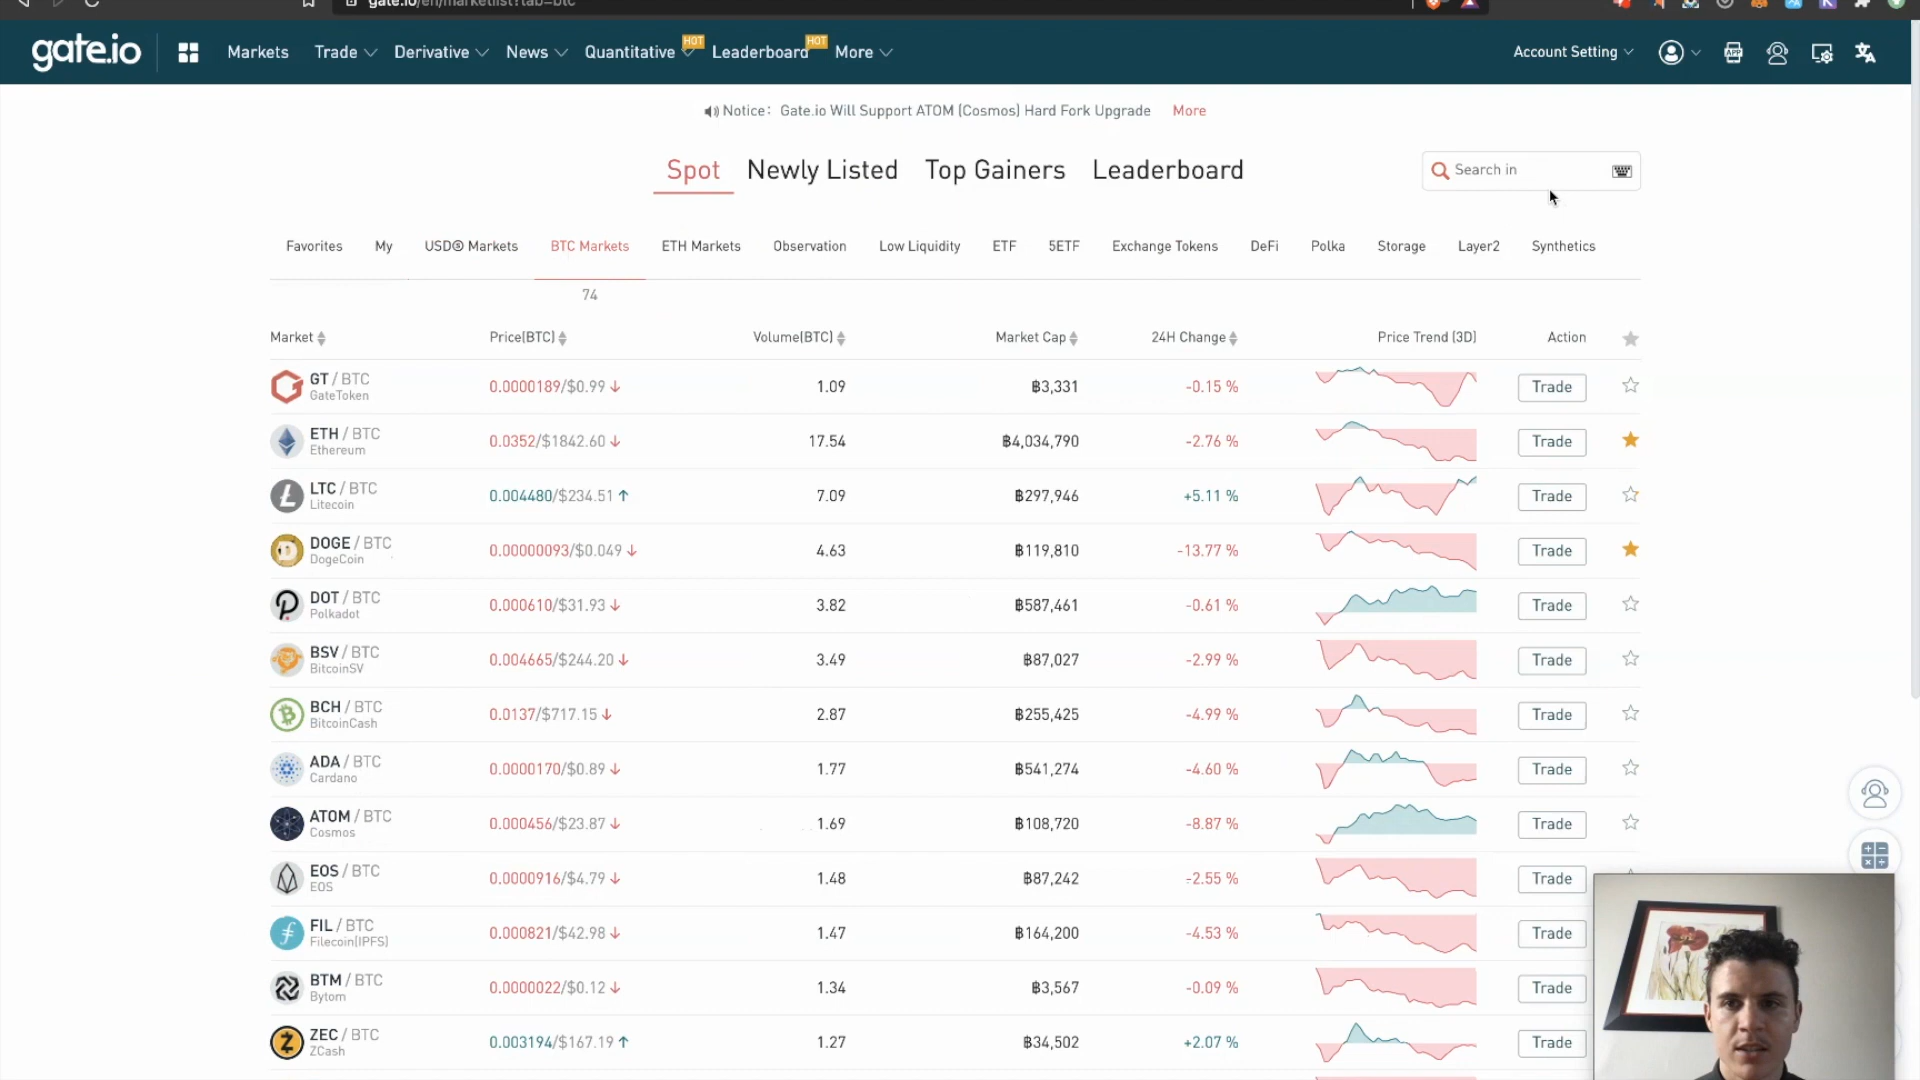 gate.io/en/marketlist?tab=btc
gate.io Markets Trade Derivative News Quantitative HOT Leaderboard HOT More Account Setting APP
Notice: Gate.io Will Support ATOM (Cosmos) Hard Fork Upgrade More
Spot Newly Listed Top Gainers Leaderboard Search in
Favorites My USD⑤ Markets BTC Markets ETH Markets Observation Low Liquidity ETF 5ETF Exchange Tokens DeFi Polka Storage Layer2 Synthetics
74
Market Price(BTC) Volume(BTC) Market Cap 24H Change Price Trend (3D) Action
GT / BTC 0.0000189/$0.99 ↓ 1.09 ฿3,331 -0.15 % Trade
GateToken
ETH / BTC 0.0352/$1842.60 ↓ 17.54 ฿4,034,790 -2.76 % Trade
Ethereum
LTC / BTC 0.004480/$234.51 ↑ 7.09 ฿297,946 +5.11 % Trade
Litecoin
DOGE / BTC 0.00000093/$0.049 ↓ 4.63 ฿119,810 -13.77 % Trade
DogeCoin
DOT / BTC 0.000610/$31.93 ↓ 3.82 ฿587,461 -0.61 % Trade
Polkadot
BSV / BTC 0.004665/$244.20 ↓ 3.49 ฿87,027 -2.99 % Trade
BitcoinSV
BCH / BTC 0.0137/$717.15 ↓ 2.87 ฿255,425 -4.99 % Trade
BitcoinCash
ADA / BTC 0.0000170/$0.89 ↓ 1.77 ฿541,274 -4.60 % Trade
Cardano
ATOM / BTC 0.000456/$23.87 ↓ 1.69 ฿108,720 -8.87 % Trade
Cosmos
EOS / BTC 0.0000916/$4.79 ↓ 1.48 ฿87,242 -2.55 % Trade
EOS
FIL / BTC 0.000821/$42.98 ↓ 1.47 ฿164,200 -4.53 % Trade
Filecoin(IPFS)
BTM / BTC 0.0000022/$0.12 ↓ 1.34 ฿3,567 -0.09 % Trade
Bytom
ZEC / BTC 0.003194/$167.19 ↑ 1.27 ฿34,502 +2.07 % Trade
ZCash